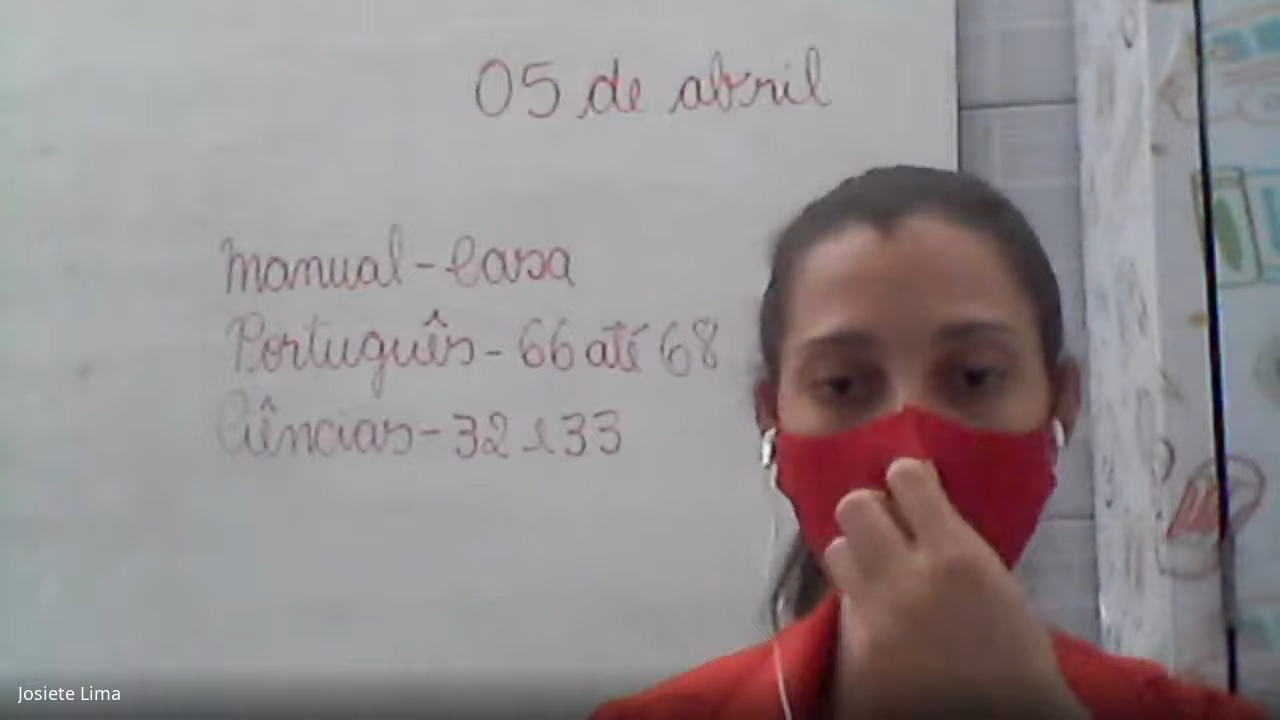 05 de abril
Manual - Casa
Português - 66 até 68
Ciências - 32 e 33
Josiete Lima